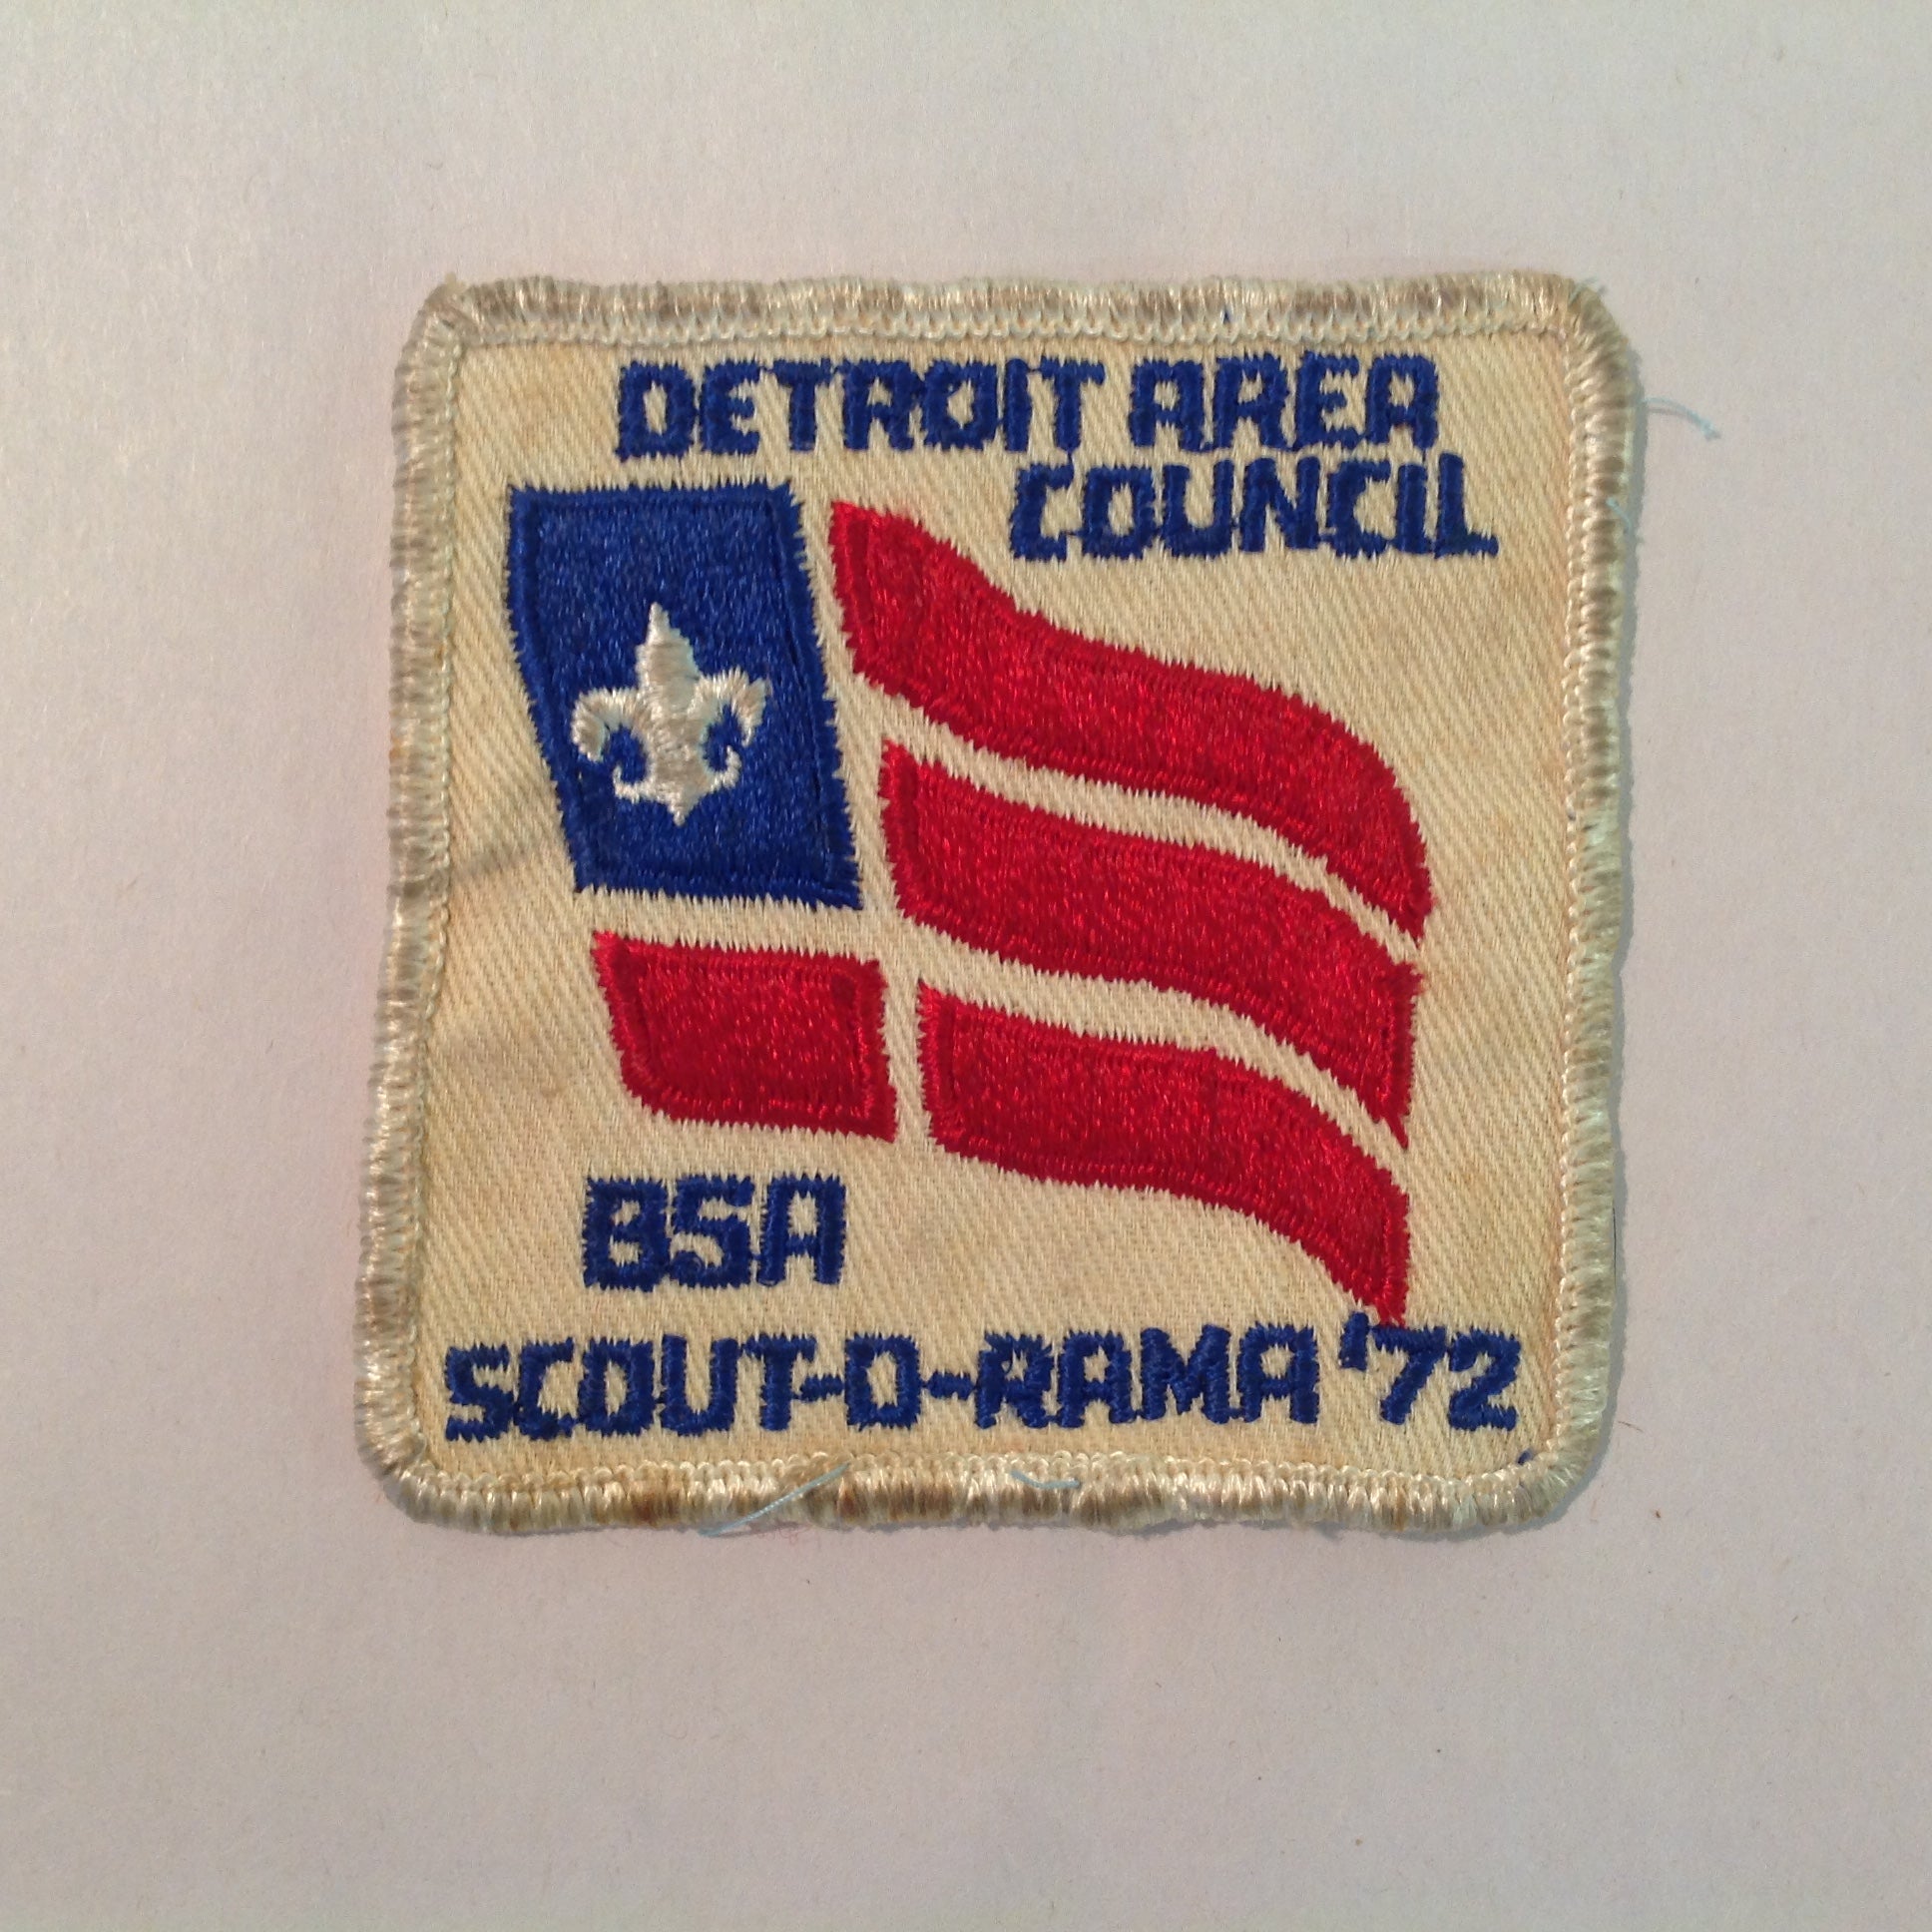 DETROIT AREA
COUNCIL
BSA
SCOUT-O-RAMA '72